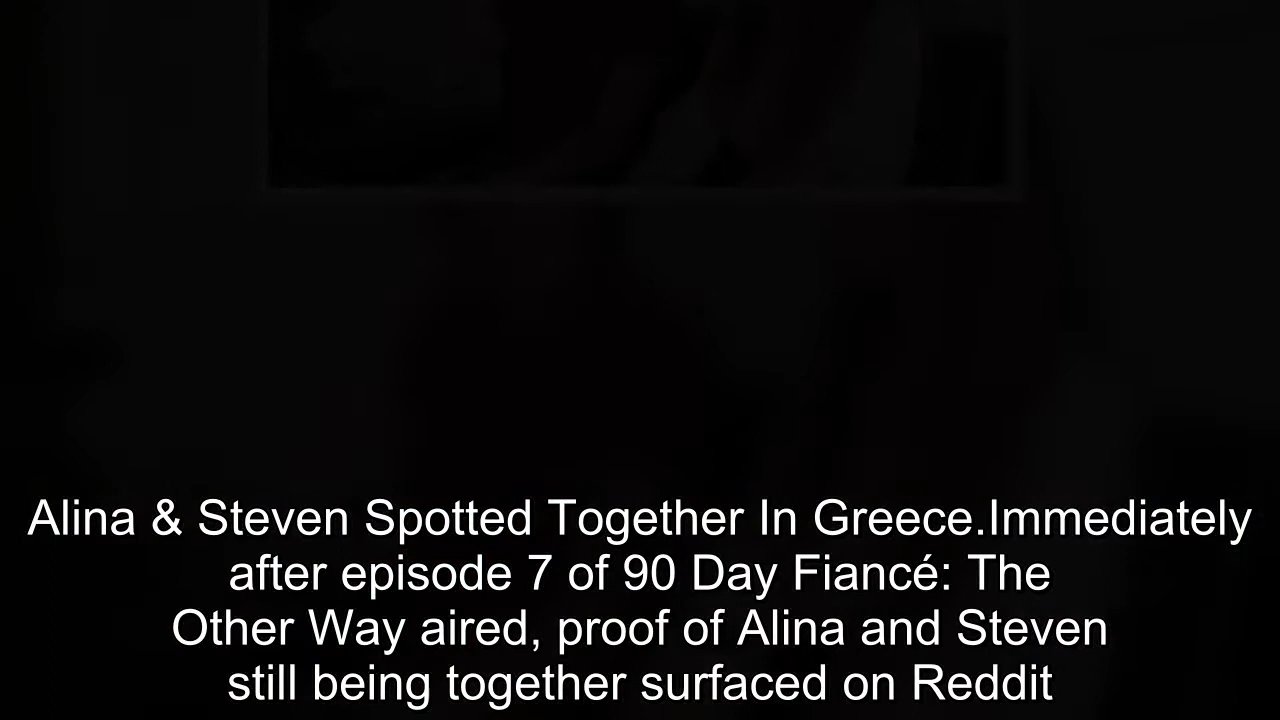 Alina & Steven Spotted Together In Greece.Immediately
after episode 7 of 90 Day Fiancé: The
Other Way aired, proof of Alina and Steven
still being together surfaced on Reddit